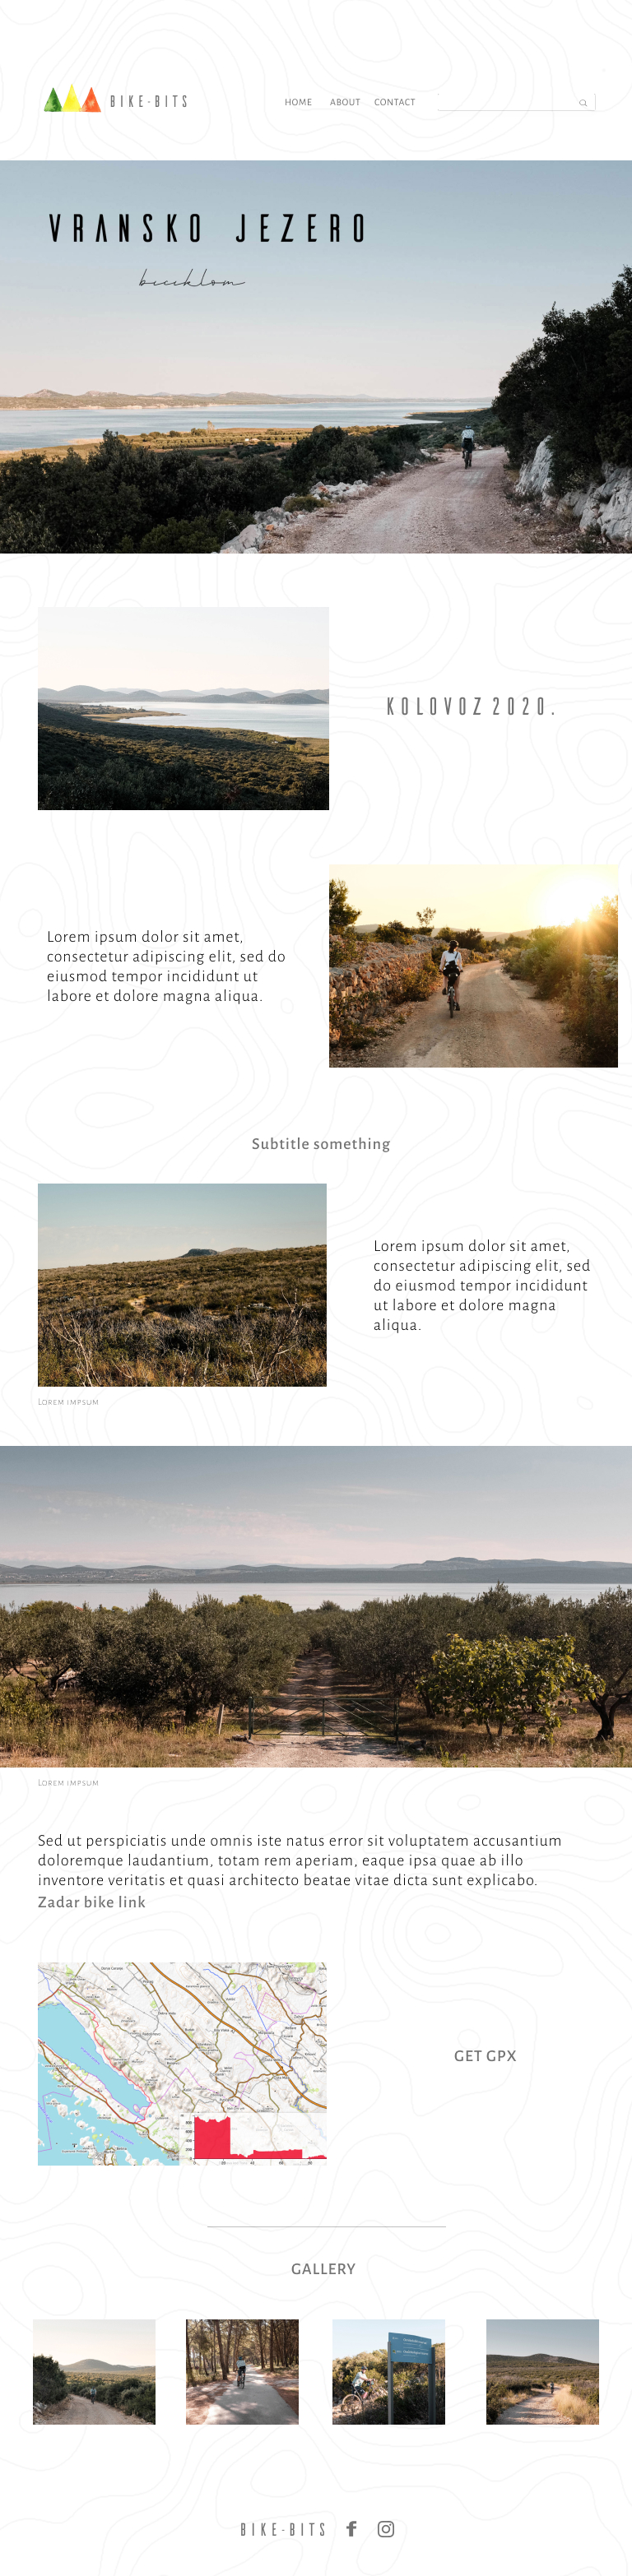 BIKE-BITS
HOME ABOUT CONTACT
VRANSKO JEZERO
biciklom
KOLOVOZ 2020.
Lorem ipsum dolor sit amet,
consectetur adipiscing elit, sed do
eiusmod tempor incididunt ut
labore et dolore magna aliqua.
Subtitle something
Lorem ipsum dolor sit amet,
consectetur adipiscing elit, sed
do eiusmod tempor incididunt
ut labore et dolore magna
aliqua.
Lorem impsum
Lorem impsum
Sed ut perspiciatis unde omnis iste natus error sit voluptatem accusantium
doloremque laudantium, totam rem aperiam, eaque ipsa quae ab illo
inventore veritatis et quasi architecto beatae vitae dicta sunt explicabo.
Zadar bike link
GET GPX
GALLERY
BIKE-BITS